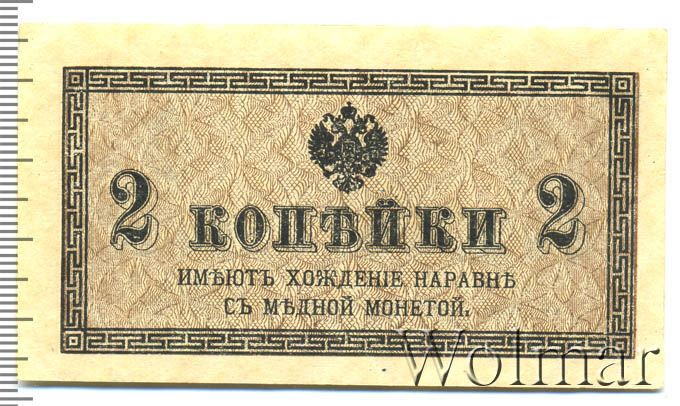 2 КОПѢЙКИ 2
ИМѢЮТЪ ХОЖДЕНІЕ НАРАВНѢ
СЪ МѢДНОЙ МОНЕТОЙ.
Wolmar